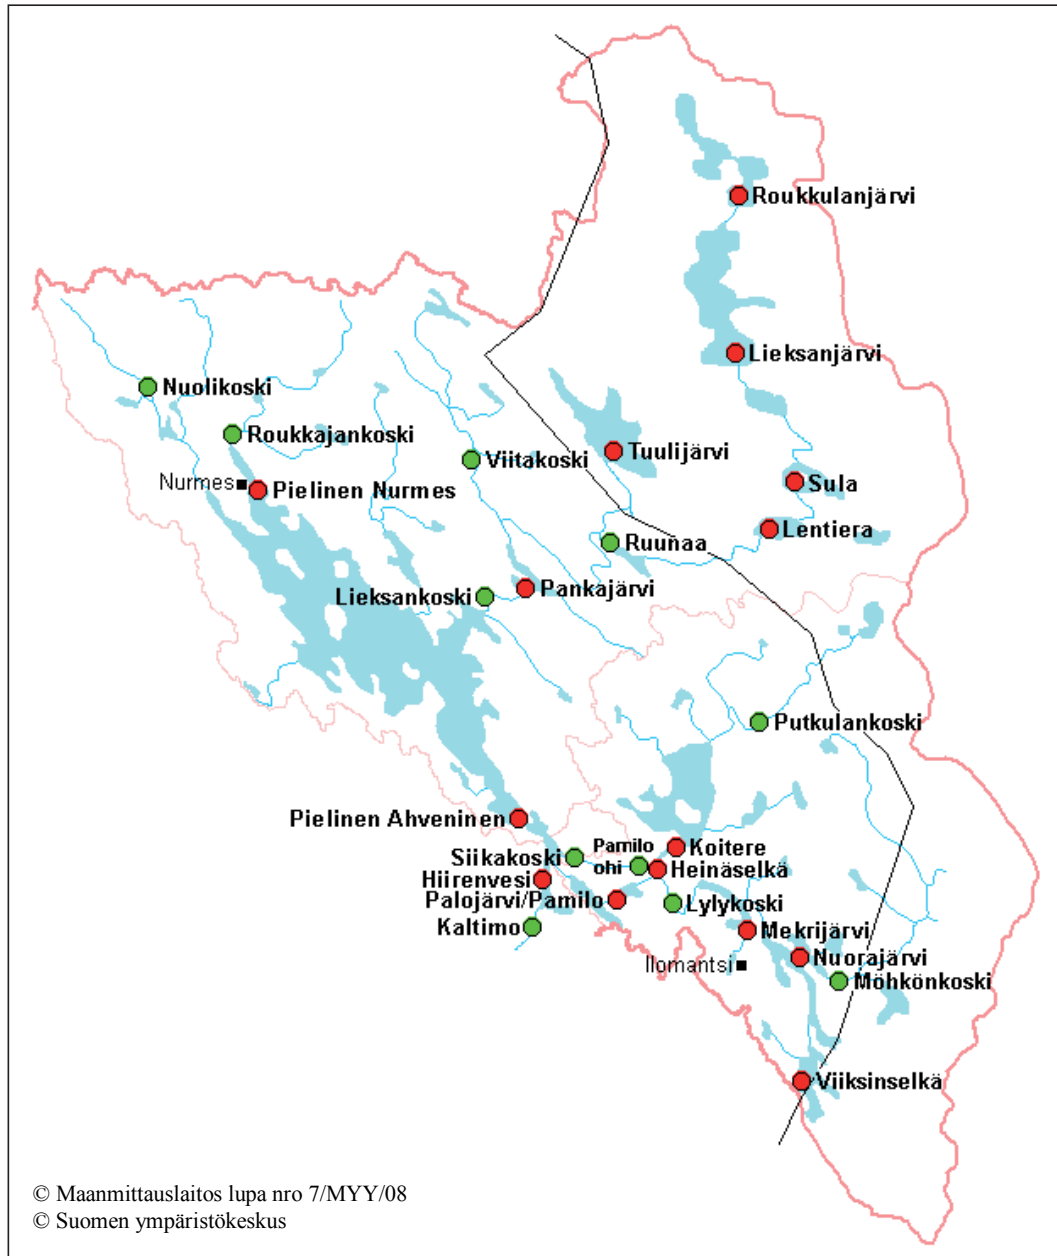 Roukkulanjärvi
Lieksanjärvi
Nuolikoski
Roukkajankoski
Viitakoski
Tuulijärvi
Nurmes
Pielinen Nurmes
Sula
Lentiera
Ruunaa
Pankajärvi
Lieksankoski
Putkulankoski
Pielinen Ahveninen
Pamilo
ohi
Koitere
Siikakoski
Heinäselkä
Hiirenvesi
Palojärvi/Pamilo
Lylykoski
Kaltimo
Mekrijärvi
Nuorajärvi
Ilomantsi
Möhkönkoski
Viiksinselkä
© Maanmittauslaitos lupa nro 7/MYY/08
© Suomen ympäristökeskus